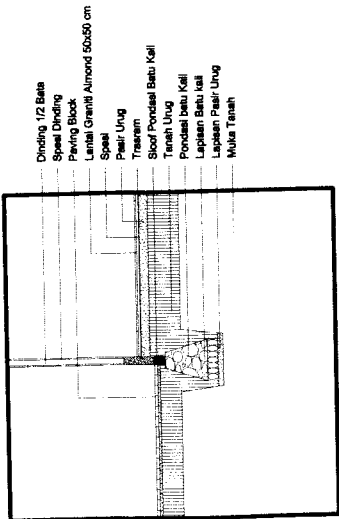 Dinding 1/2 Bata
Spesi Dinding
Paving Block
Lantai Granitil Almond 50x50 cm
Spesi
Pasir Urug
Trasram
Sloof Pondasi Batu Kali
Tanah Urug
Pondasi batu Kali
Lapisan Batu kali
Lapisan Pasir Urug
Muka Tanah